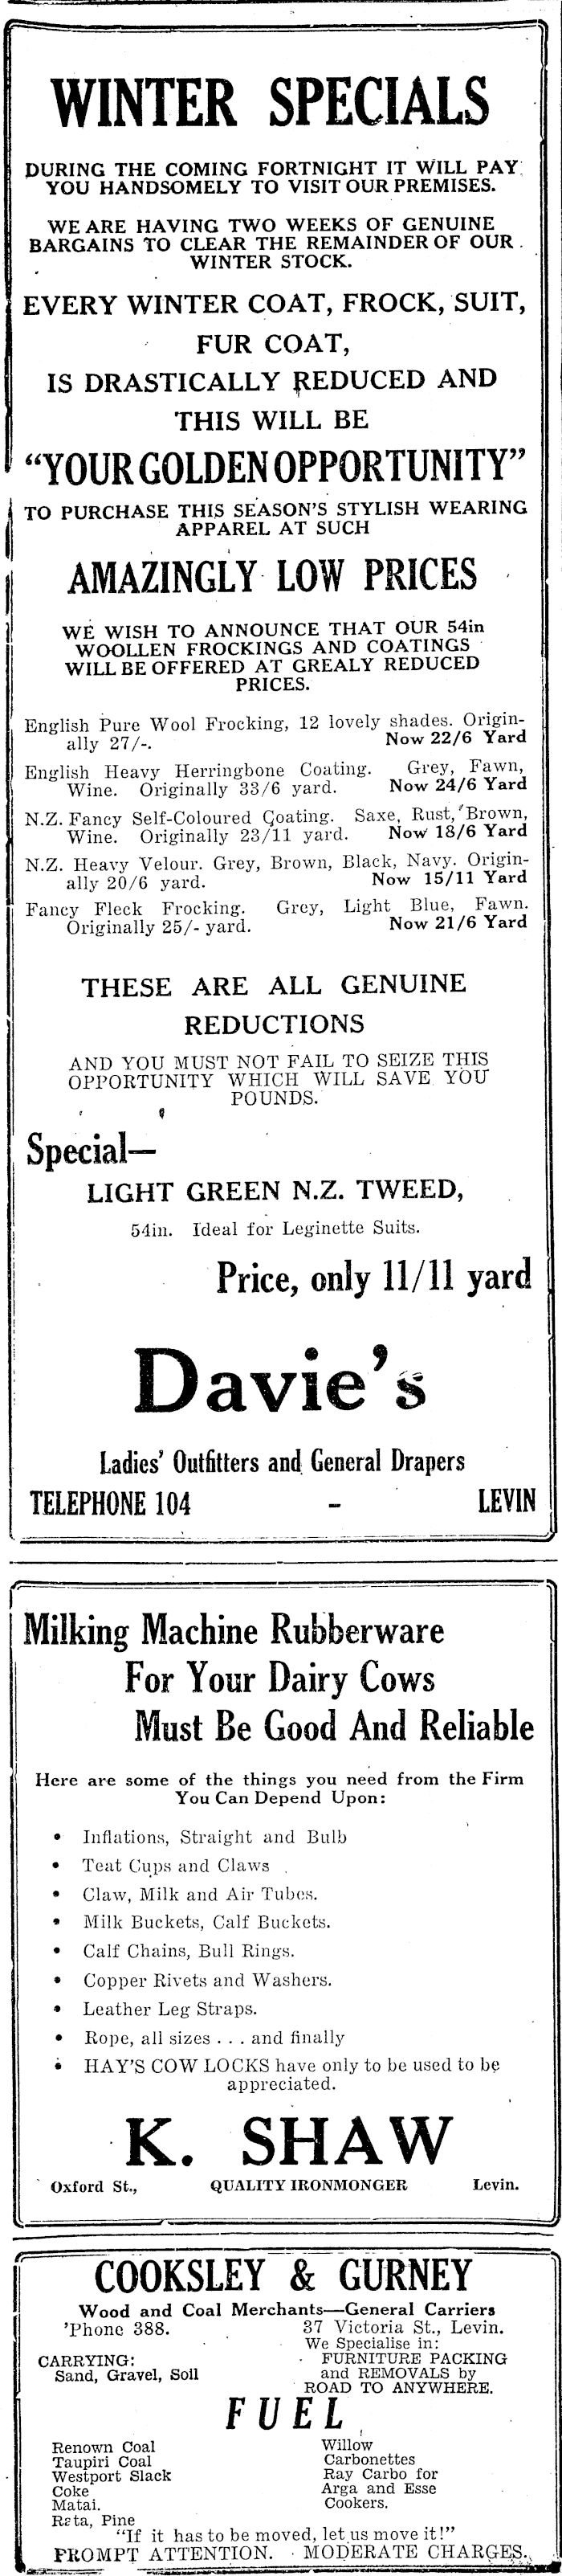 WINTER SPECIALS
DURING THE COMING FORTNIGHT IT WILL PAY
YOU HANDSOMELY TO VISIT OUR PREMISES.
WE ARE HAVING TWO WEEKS OF GENUINE
BARGAINS TO CLEAR THE REMAINDER OF OUR
WINTER STOCK.
EVERY WINTER COAT, FROCK, SUIT,
FUR COAT,
IS DRASTICALLY REDUCED AND
THIS WILL BE
"YOUR GOLDEN OPPORTUNITY"
TO PURCHASE THIS SEASON'S STYLISH WEARING
APPAREL AT SUCH
AMAZINGLY LOW PRICES
WE WISH TO ANNOUNCE THAT OUR 54in
WOOLLEN FROCKINGS AND COATINGS
WILL BE OFFERED AT GREALY REDUCED
PRICES.
English Pure Wool Frocking, 12 lovely shades. Origin-
ally 27/-. Now 22/6 Yard
English Heavy Herringbone Coating. Grey, Fawn,
Wine. Originally 33/6 yard. Now 24/6 Yard
N.Z. Fancy Self-Coloured Coating. Saxe, Rust, Brown,
Wine. Originally 23/11 yard. Now 18/6 Yard
N.Z. Heavy Velour. Grey, Brown, Black, Navy. Origin-
ally 20/6 yard. Now 15/11 Yard
Fancy Fleck Frocking. Grey, Light Blue, Fawn.
Originally 25/- yard. Now 21/6 Yard
THESE ARE ALL GENUINE
REDUCTIONS
AND YOU MUST NOT FAIL TO SEIZE THIS
OPPORTUNITY WHICH WILL SAVE YOU
POUNDS.
Special—
LIGHT GREEN N.Z. TWEED,
54in. Ideal for Leginette Suits.
Price, only 11/11 yard
Davie's
Ladies' Outfitters and General Drapers
TELEPHONE 104 - LEVIN
Milking Machine Rubberware
For Your Dairy Cows
Must Be Good And Reliable
Here are some of the things you need from the Firm
You Can Depend Upon:
• Inflations, Straight and Bulb
• Teat Cups and Claws
• Claw, Milk and Air Tubes.
• Milk Buckets, Calf Buckets.
• Calf Chains, Bull Rings.
• Copper Rivets and Washers.
• Leather Leg Straps.
• Rope, all sizes . . . and finally
• HAY'S COW LOCKS have only to be used to be
appreciated.
K. SHAW
Oxford St., QUALITY IRONMONGER Levin.
COOKSLEY & GURNEY
Wood and Coal Merchants—General Carriers
'Phone 388. 37 Victoria St., Levin.
We Specialise in:
CARRYING: FURNITURE PACKING
Sand, Gravel, Soil and REMOVALS by
ROAD TO ANYWHERE.
FUEL
Renown Coal Willow
Taupiri Coal Carbonettes
Westport Slack Ray Carbo for
Coke Arga and Esse
Matai. Cookers.
Rata, Pine
"If it has to be moved, let us move it!"
PROMPT ATTENTION. MODERATE CHARGES.